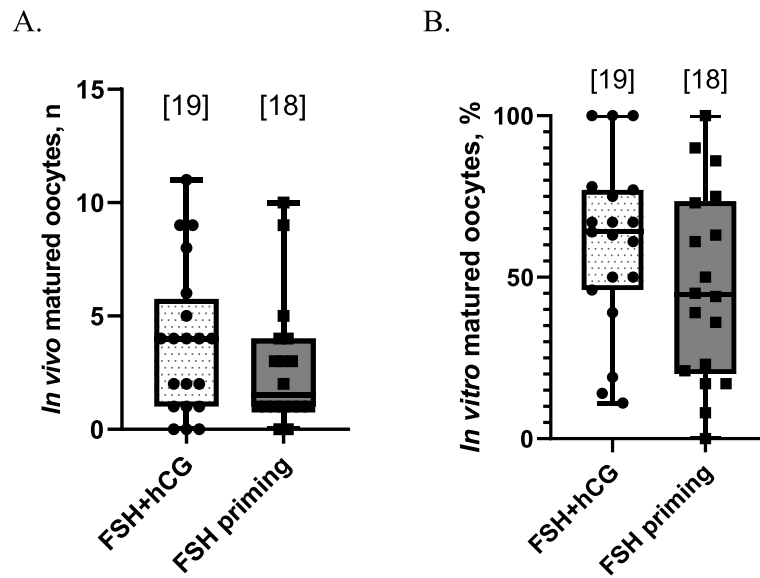 A.
B.
[19]
[18]
15
10
5
0
In vivo matured oocytes, n
FSH+hCG
FSH priming
[19]
[18]
100
50
0
In vitro matured oocytes, %
FSH+hCG
FSH priming